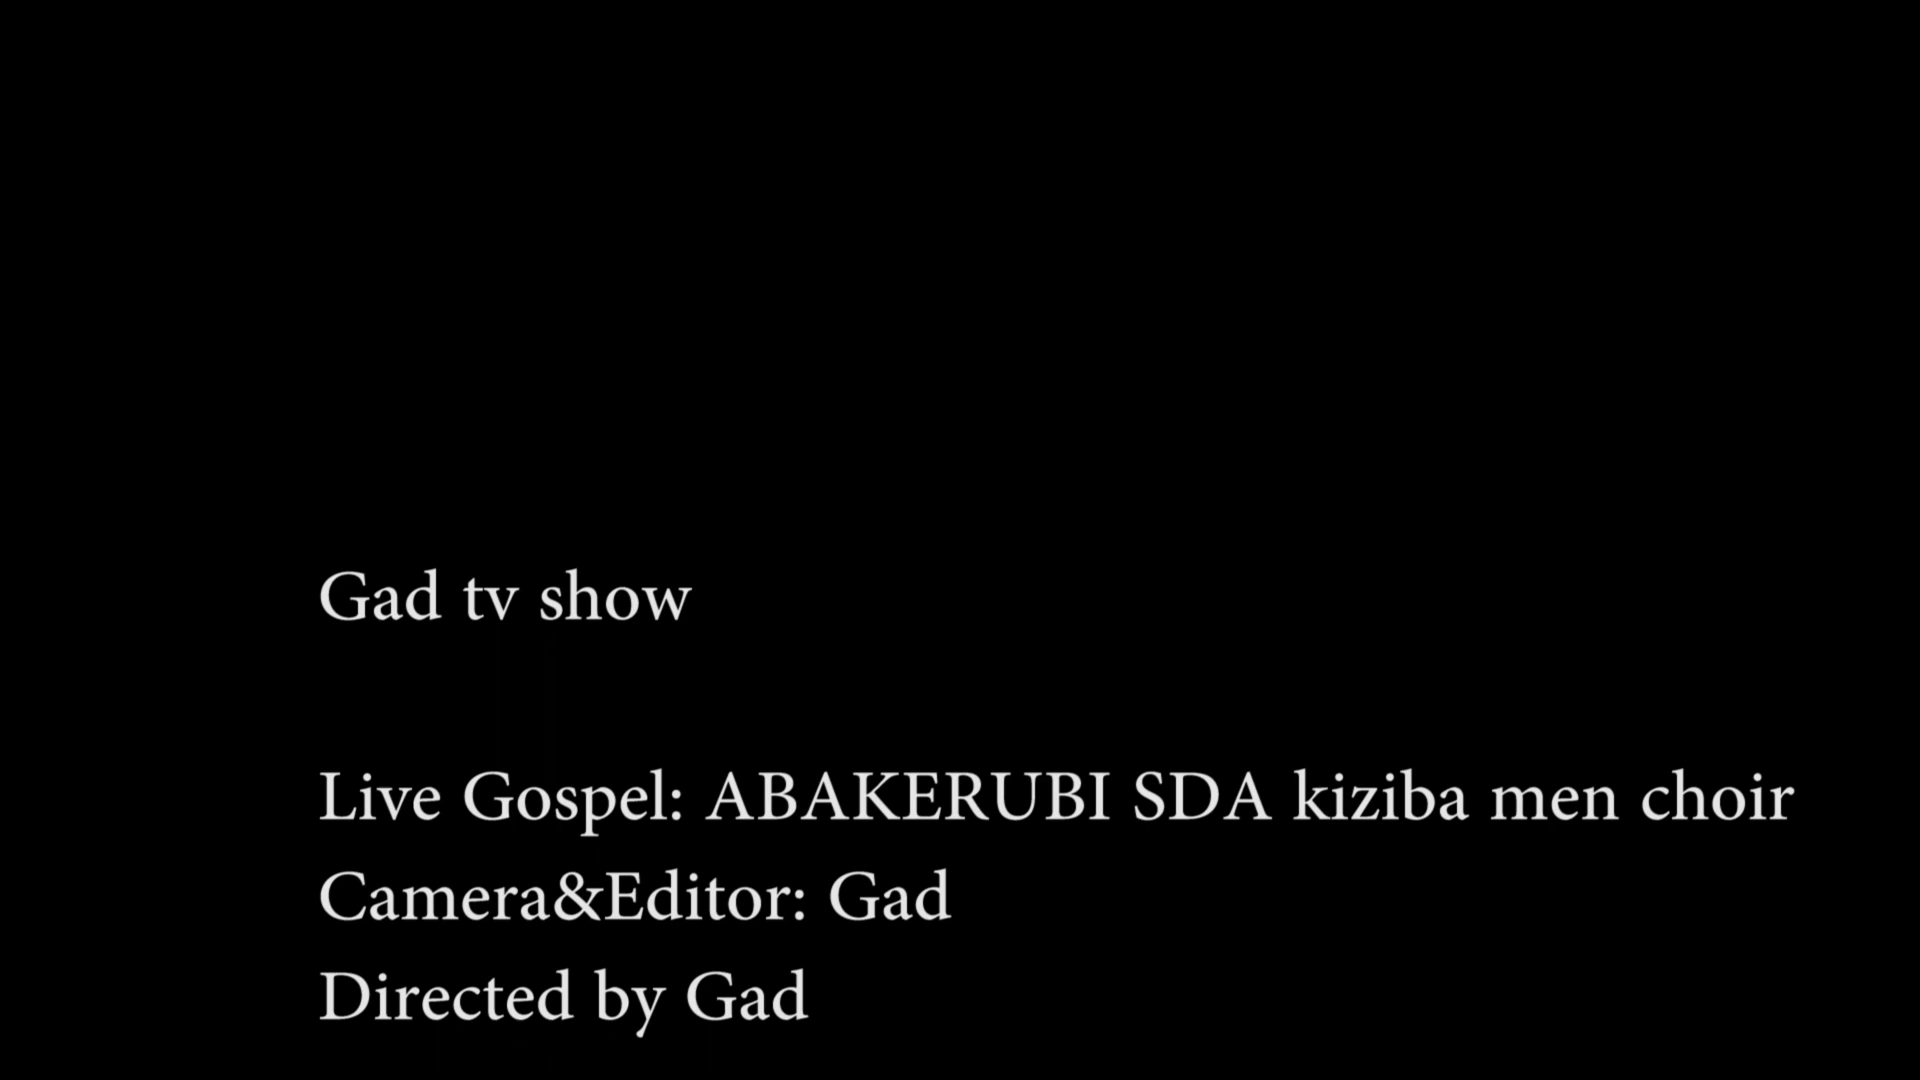 Gad tv show
Live Gospel: ABAKERUBI SDA kiziba men choir
Camera&Editor: Gad
Directed by Gad